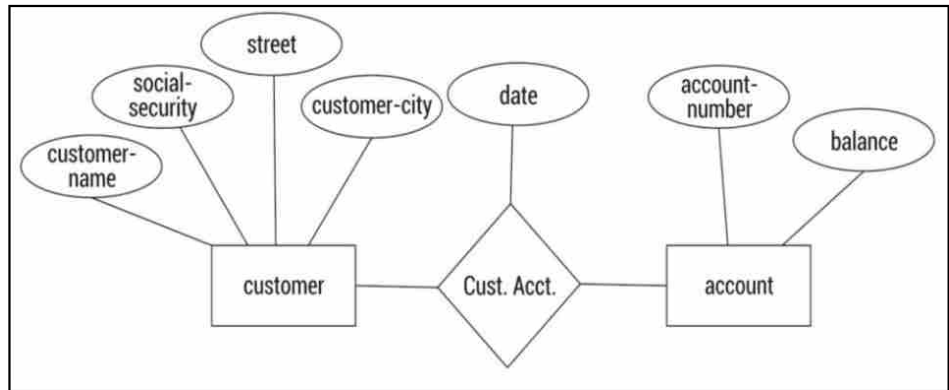 street
social-
security
customer-city
date
account-
number
balance
customer-
name
customer
Cust. Acct.
account